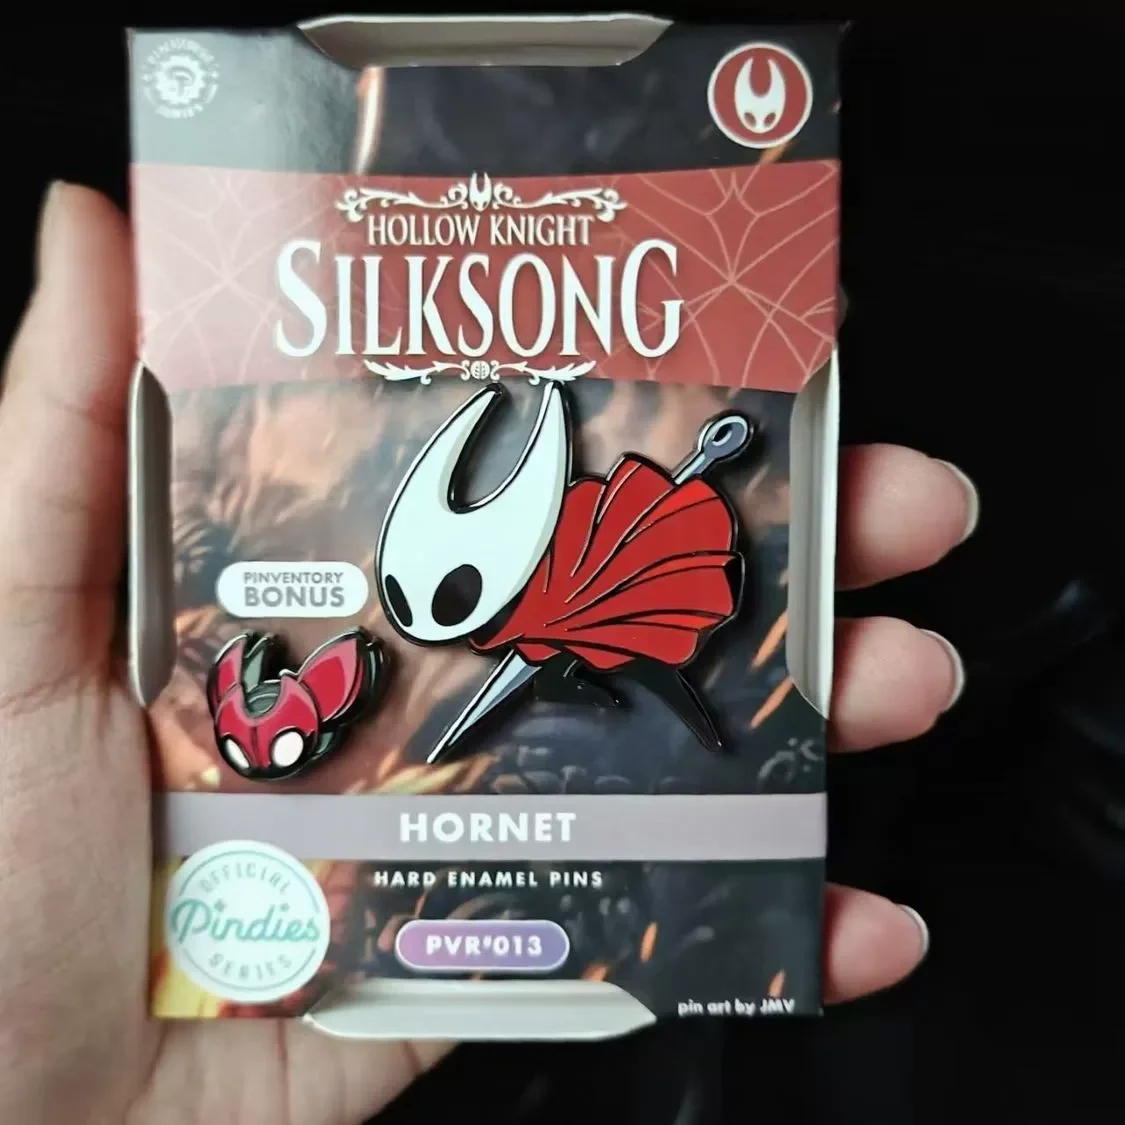 HOLLOW KNIGHT
SILKSONG
PINVENTORY
BONUS
HORNET
HARD ENAMEL PINS
OFFICIAL
Pindies
SERIES
PVR#013
pin art by JMV